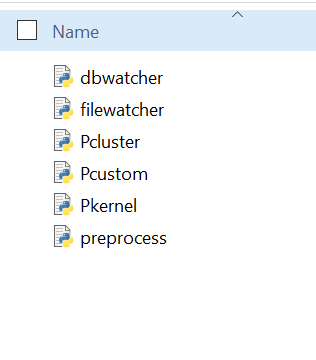 Name
dbwatcher
filewatcher
Pcluster
Pcustom
Pkernel
preprocess